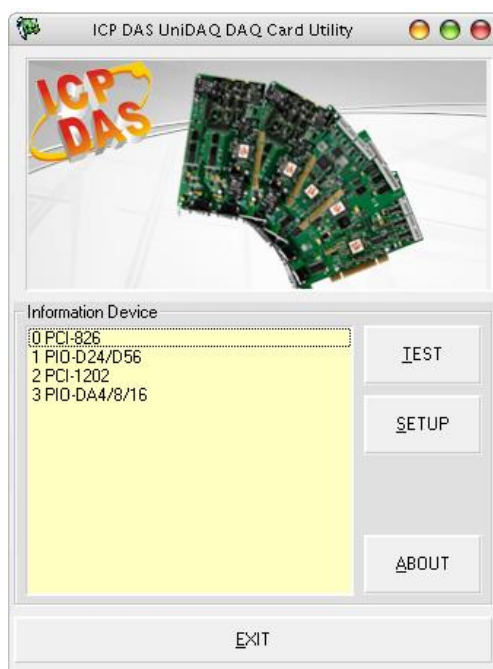 ICP DAS UniDAQ DAQ Card Utility
ICP
DAS
Information Device
0 PCI-826
1 PIO-D24/D56
2 PCI-1202
3 PIO-DA4/8/16
TEST
SETUP
ABOUT
EXIT